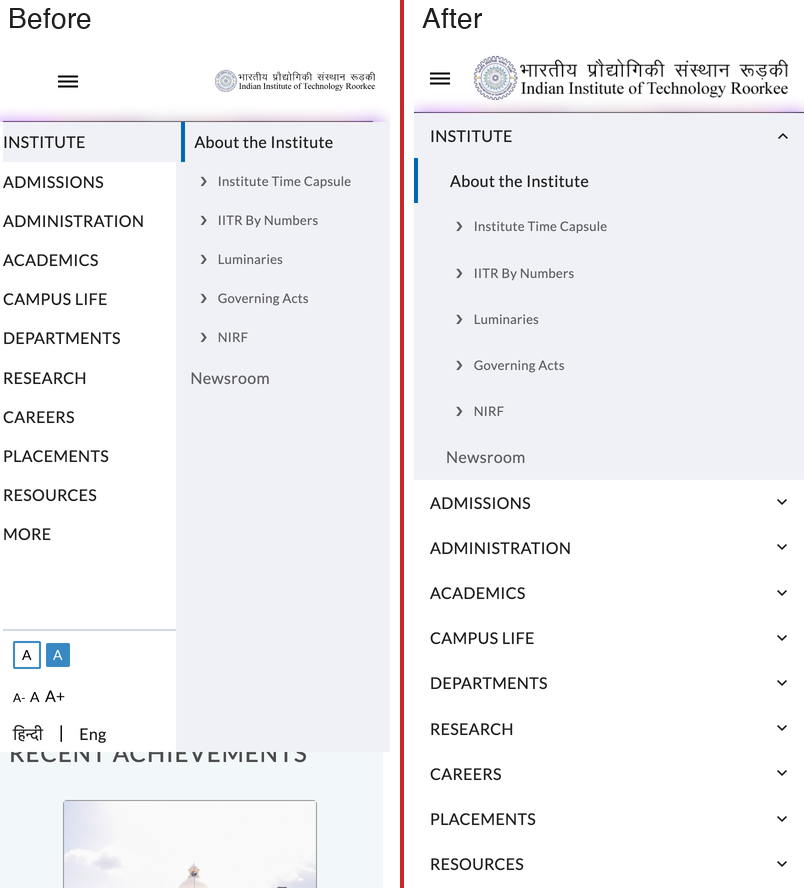 Before
भारतीय प्रौद्योगिकी संस्थान रूड़की
Indian Institute of Technology Roorkee
INSTITUTE
ADMISSIONS
ADMINISTRATION
ACADEMICS
CAMPUS LIFE
DEPARTMENTS
RESEARCH
CAREERS
PLACEMENTS
RESOURCES
MORE
About the Institute
Institute Time Capsule
IITR By Numbers
Luminaries
Governing Acts
NIRF
Newsroom
A A
A- A A+
हिन्दी | Eng
RECENT ACHIEVEMENTS
After
भारतीय प्रौद्योगिकी संस्थान रूड़की
Indian Institute of Technology Roorkee
INSTITUTE
About the Institute
Institute Time Capsule
IITR By Numbers
Luminaries
Governing Acts
NIRF
Newsroom
ADMISSIONS
ADMINISTRATION
ACADEMICS
CAMPUS LIFE
DEPARTMENTS
RESEARCH
CAREERS
PLACEMENTS
RESOURCES